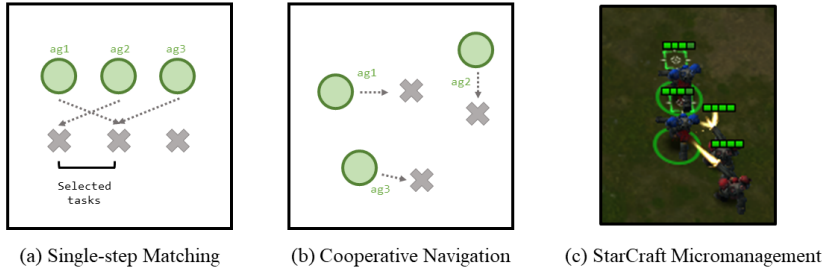 ag1 ag2 ag3
Selected
tasks
ag1
ag2
ag3
(a) Single-step Matching (b) Cooperative Navigation (c) StarCraft Micromanagement